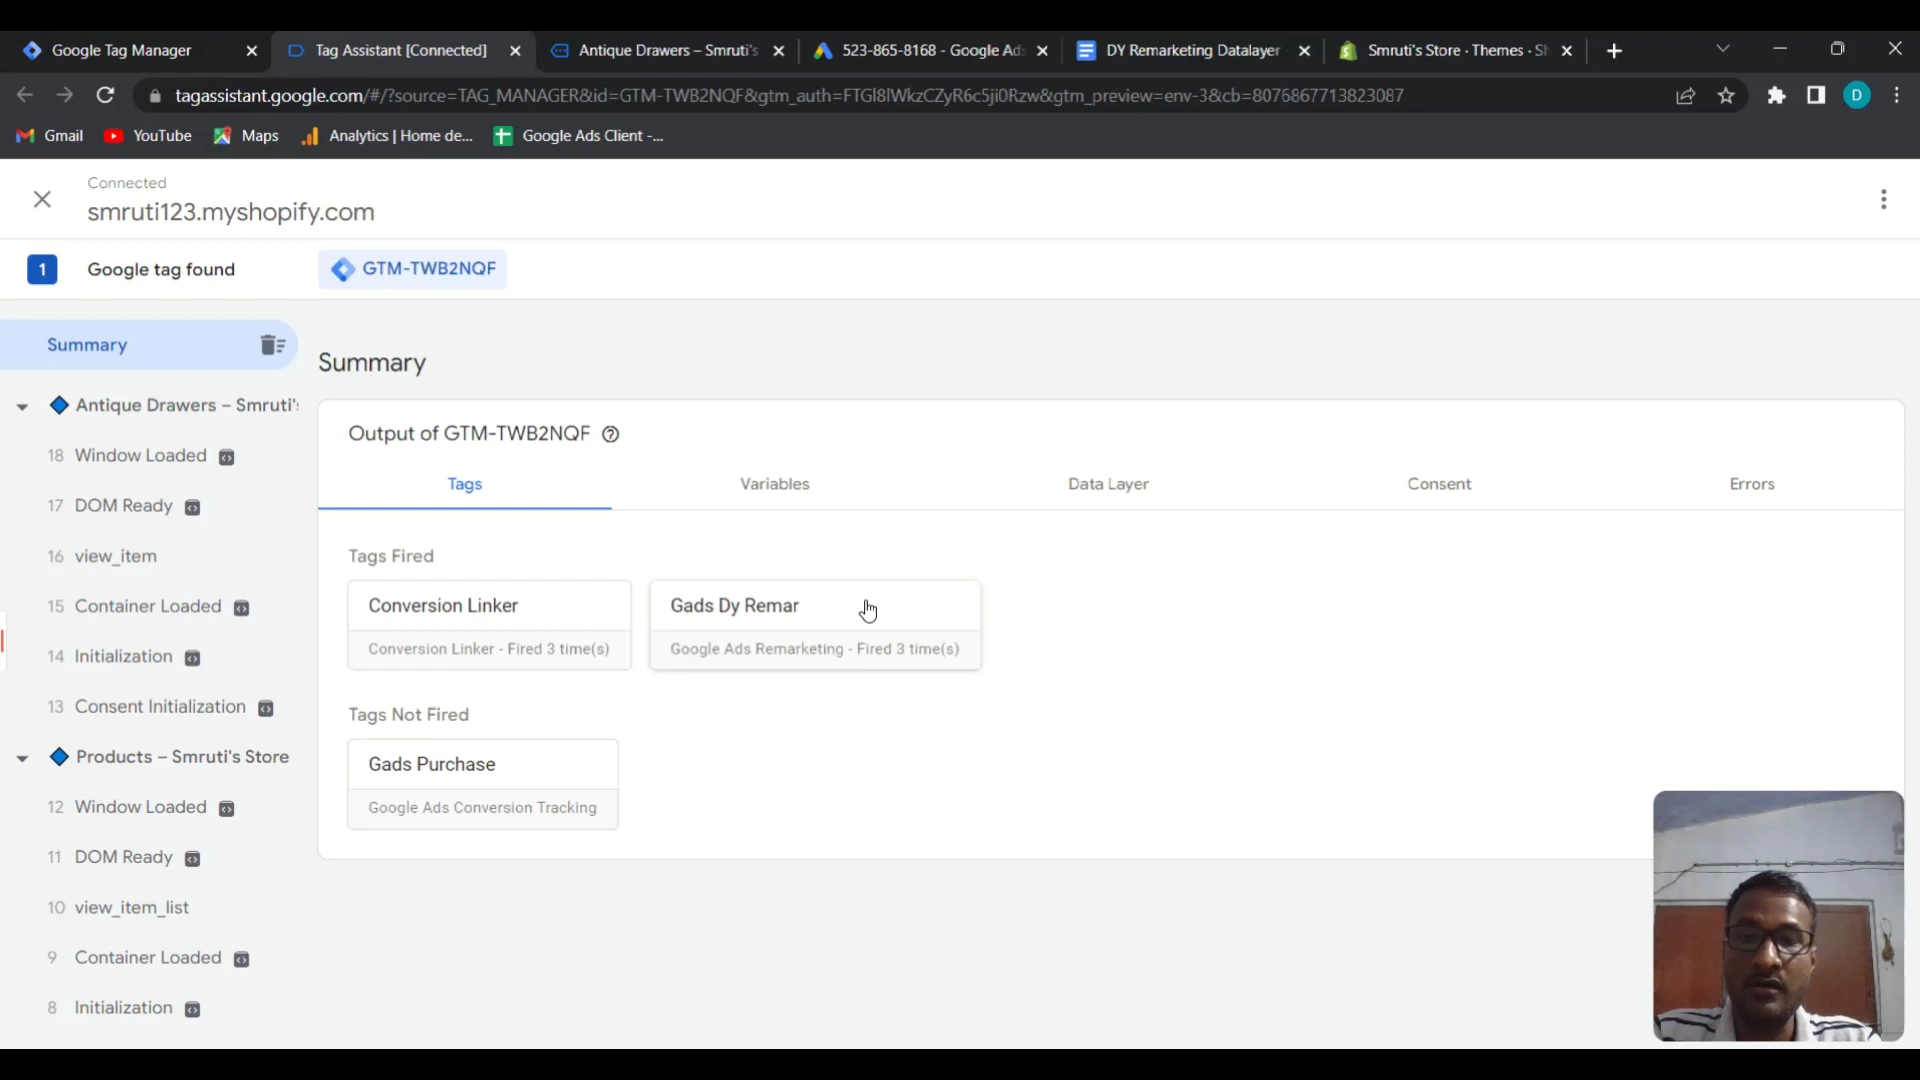 Google Tag Manager
Tag Assistant [Connected]
Antique Drawers – Smruti's
523-865-8168 - Google Ads
DY Remarketing Datalayer
Smruti's Store · Themes · Sh
tagassistant.google.com/#/?source=TAG_MANAGER&id=GTM-TWB2NQF&gtm_auth=FTGl8lWkzCZyR6c5ji0Rzw&gtm_preview=env-3&cb=8076867713823087
D
Gmail
YouTube
Maps
Analytics | Home de...
Google Ads Client -...
Connected
smruti123.myshopify.com
1
Google tag found
GTM-TWB2NQF
Summary
Antique Drawers – Smruti's
18 Window Loaded
17 DOM Ready
16 view_item
15 Container Loaded
14 Initialization
13 Consent Initialization
Products – Smruti's Store
12 Window Loaded
11 DOM Ready
10 view_item_list
9 Container Loaded
8 Initialization
Summary
Output of GTM-TWB2NQF
Tags
Variables
Data Layer
Consent
Errors
Tags Fired
Conversion Linker
Conversion Linker - Fired 3 time(s)
Gads Dy Remar
Google Ads Remarketing - Fired 3 time(s)
Tags Not Fired
Gads Purchase
Google Ads Conversion Tracking